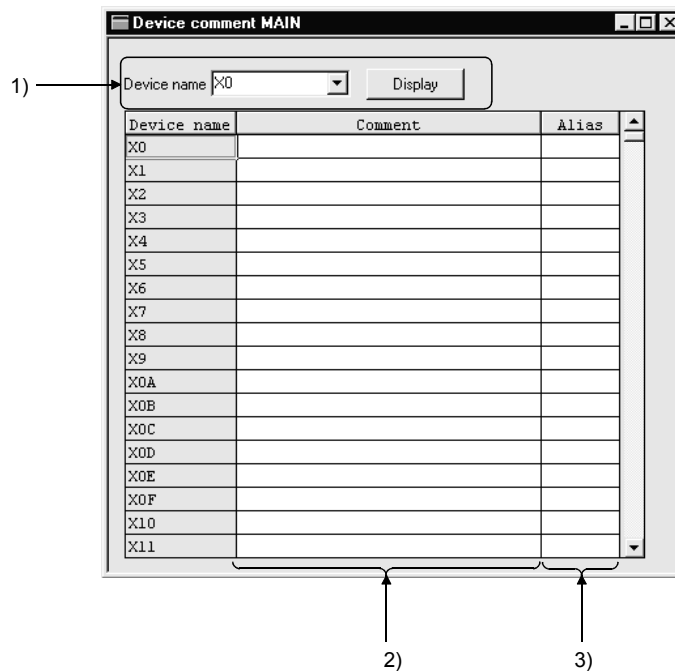 Device comment MAIN
1)
Device name X0 Display
Device name Comment Alias
X0
X1
X2
X3
X4
X5
X6
X7
X8
X9
X0A
X0B
X0C
X0D
X0E
X0F
X10
X11
2) 3)